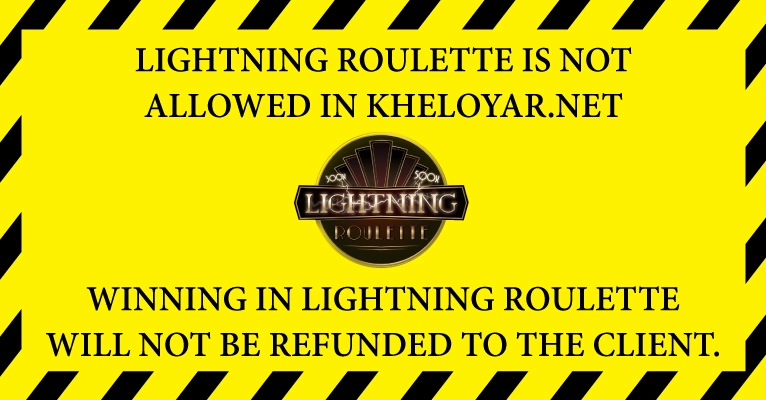 LIGHTNING ROULETTE IS NOT
ALLOWED IN KHELOYAR.NET
500X 500X
LIGHTNING
ROULETTE
WINNING IN LIGHTNING ROULETTE
WILL NOT BE REFUNDED TO THE CLIENT.